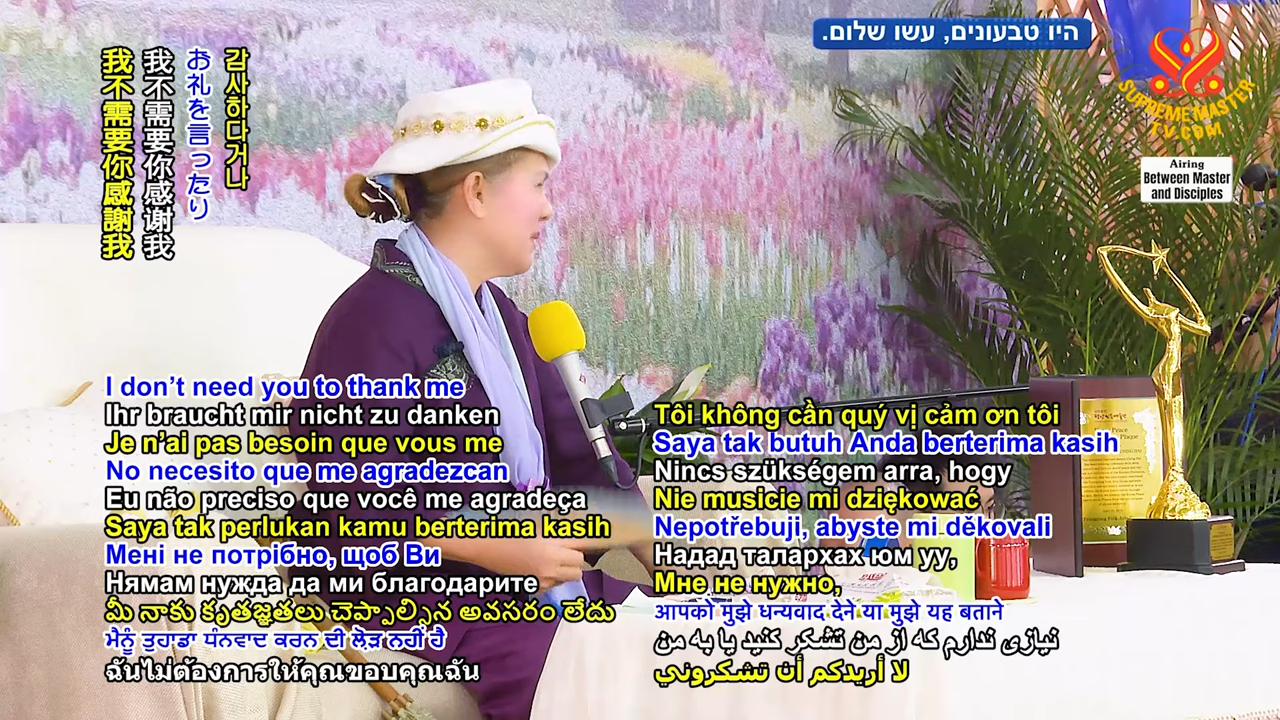 היו טבעונים, עשו שלום.
SUPREME MASTER
TV.COM
Airing
Between Master
and Disciples
감사하다거나
お礼を言ったり
我不需要你感谢我
我不需要你感謝我
I don't need you to thank me
Ihr braucht mir nicht zu danken
Je n'ai pas besoin que vous me
No necesito que me agradezcan
Eu não preciso que você me agradeça
Saya tak perlukan kamu berterima kasih
Мені не потрібно, щоб Ви
Нямам нужда да ми благодарите
మీ నాకు కృతజ్ఞతలు చెప్పాల్సిన అవసరం లేదు
ਮੈਨੂੰ ਤੁਹਾਡਾ ਧੰਨਵਾਦ ਕਰਨ ਦੀ ਲੋੜ ਨਹੀਂ ਹੈ
ฉันไม่ต้องการให้คุณขอบคุณฉัน
Tôi không cần quý vị cảm ơn tôi
Saya tak butuh Anda berterima kasih
Nincs szükségem arra, hogy
Nie musicie mi dziękować
Nepotřebuji, abyste mi děkovali
Надад талархах юм уу,
Мне не нужно,
आपको मुझे धन्यवाद देने या मुझे यह बताने
نیازی ندارم که از من تشکر کنید یا به من
لا أريدكم أن تشكروني
Peace
Plaque